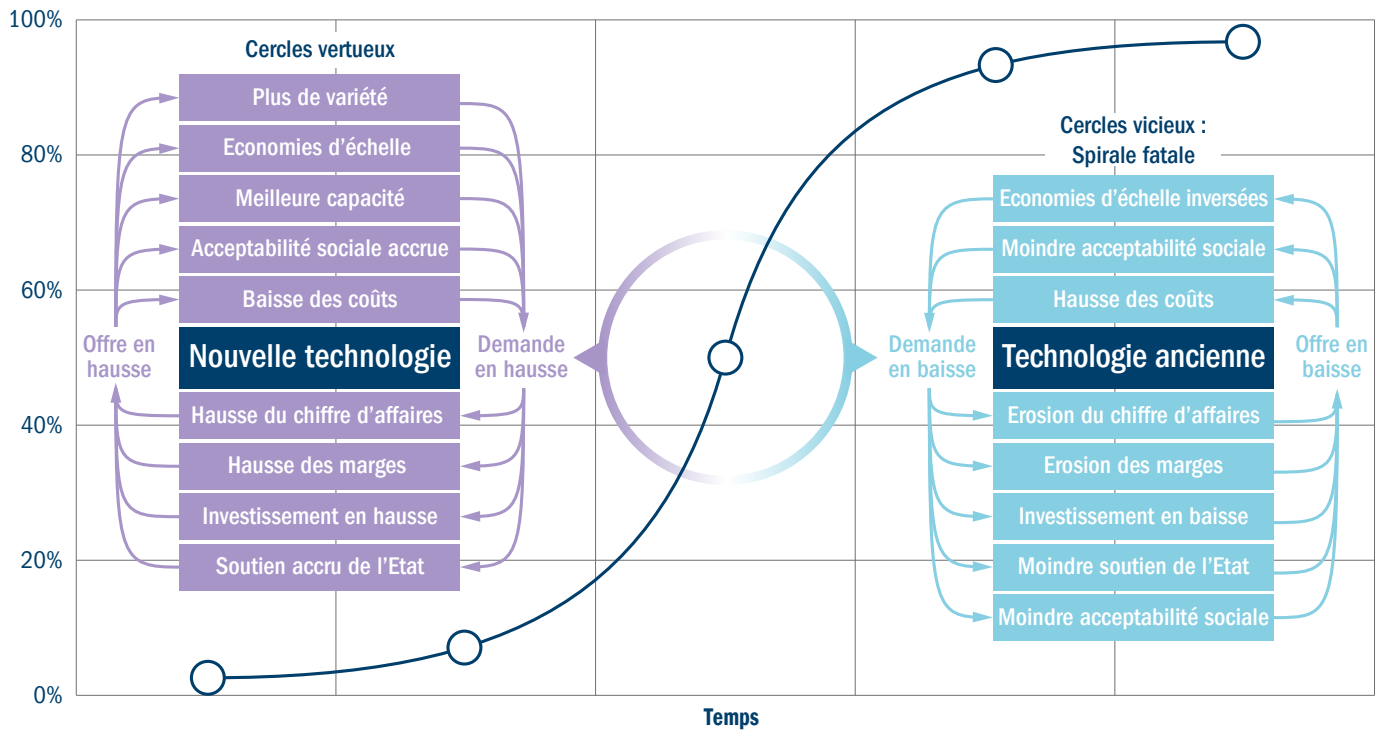 100%
80%
60%
40%
20%
0%
Cercles vertueux
Plus de variété
Economies d’échelle
Meilleure capacité
Acceptabilité sociale accrue
Baisse des coûts
Offre en
hausse
Nouvelle technologie
Demande
en hausse
Hausse du chiffre d’affaires
Hausse des marges
Investissement en hausse
Soutien accru de l’Etat
Cercles vicieux :
Spirale fatale
Economies d’échelle inversées
Moindre acceptabilité sociale
Hausse des coûts
Demande
en baisse
Technologie ancienne
Offre en
baisse
Erosion du chiffre d’affaires
Erosion des marges
Investissement en baisse
Moindre soutien de l’Etat
Moindre acceptabilité sociale
Temps